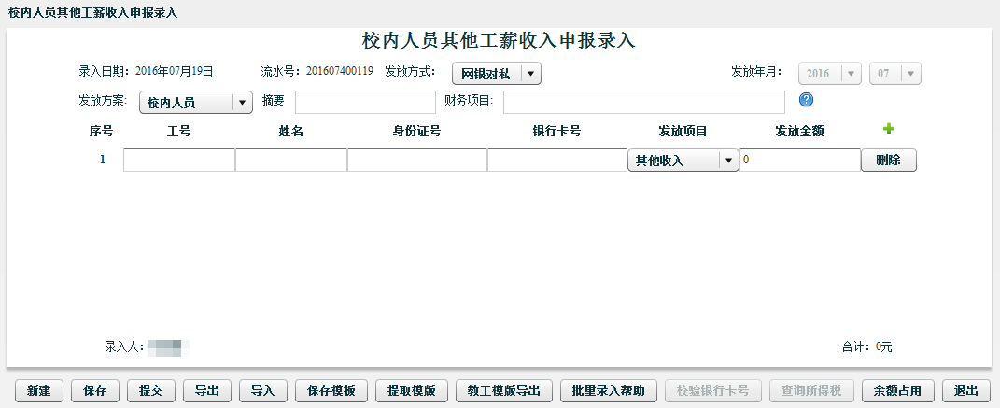 校内人员其他工薪收入申报录入
校内人员其他工薪收入申报录入
录入日期：2016年07月19日 流水号：201607400119 发放方式： 网银对私 发放年月： 2016 07
发放方案: 校内人员 摘要 财务项目:
序号 工号 姓名 身份证号 银行卡号 发放项目 发放金额
1 其他收入 0 删除
录入人： 合计：0元
新建 保存 提交 导出 导入 保存模板 提取模版 教工模版导出 批量录入帮助 校验银行卡号 查询所得税 余额占用 退出